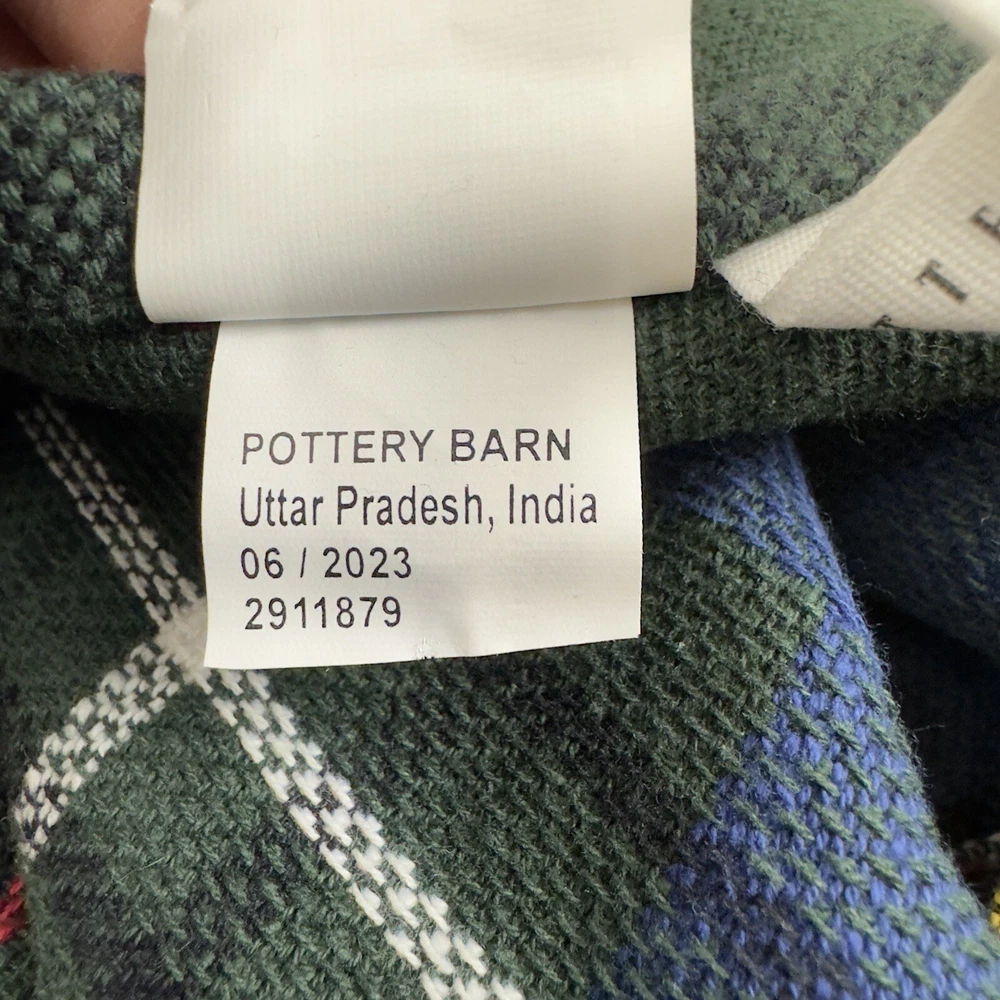 POTTERY BARN
Uttar Pradesh, India
06 / 2023
2911879